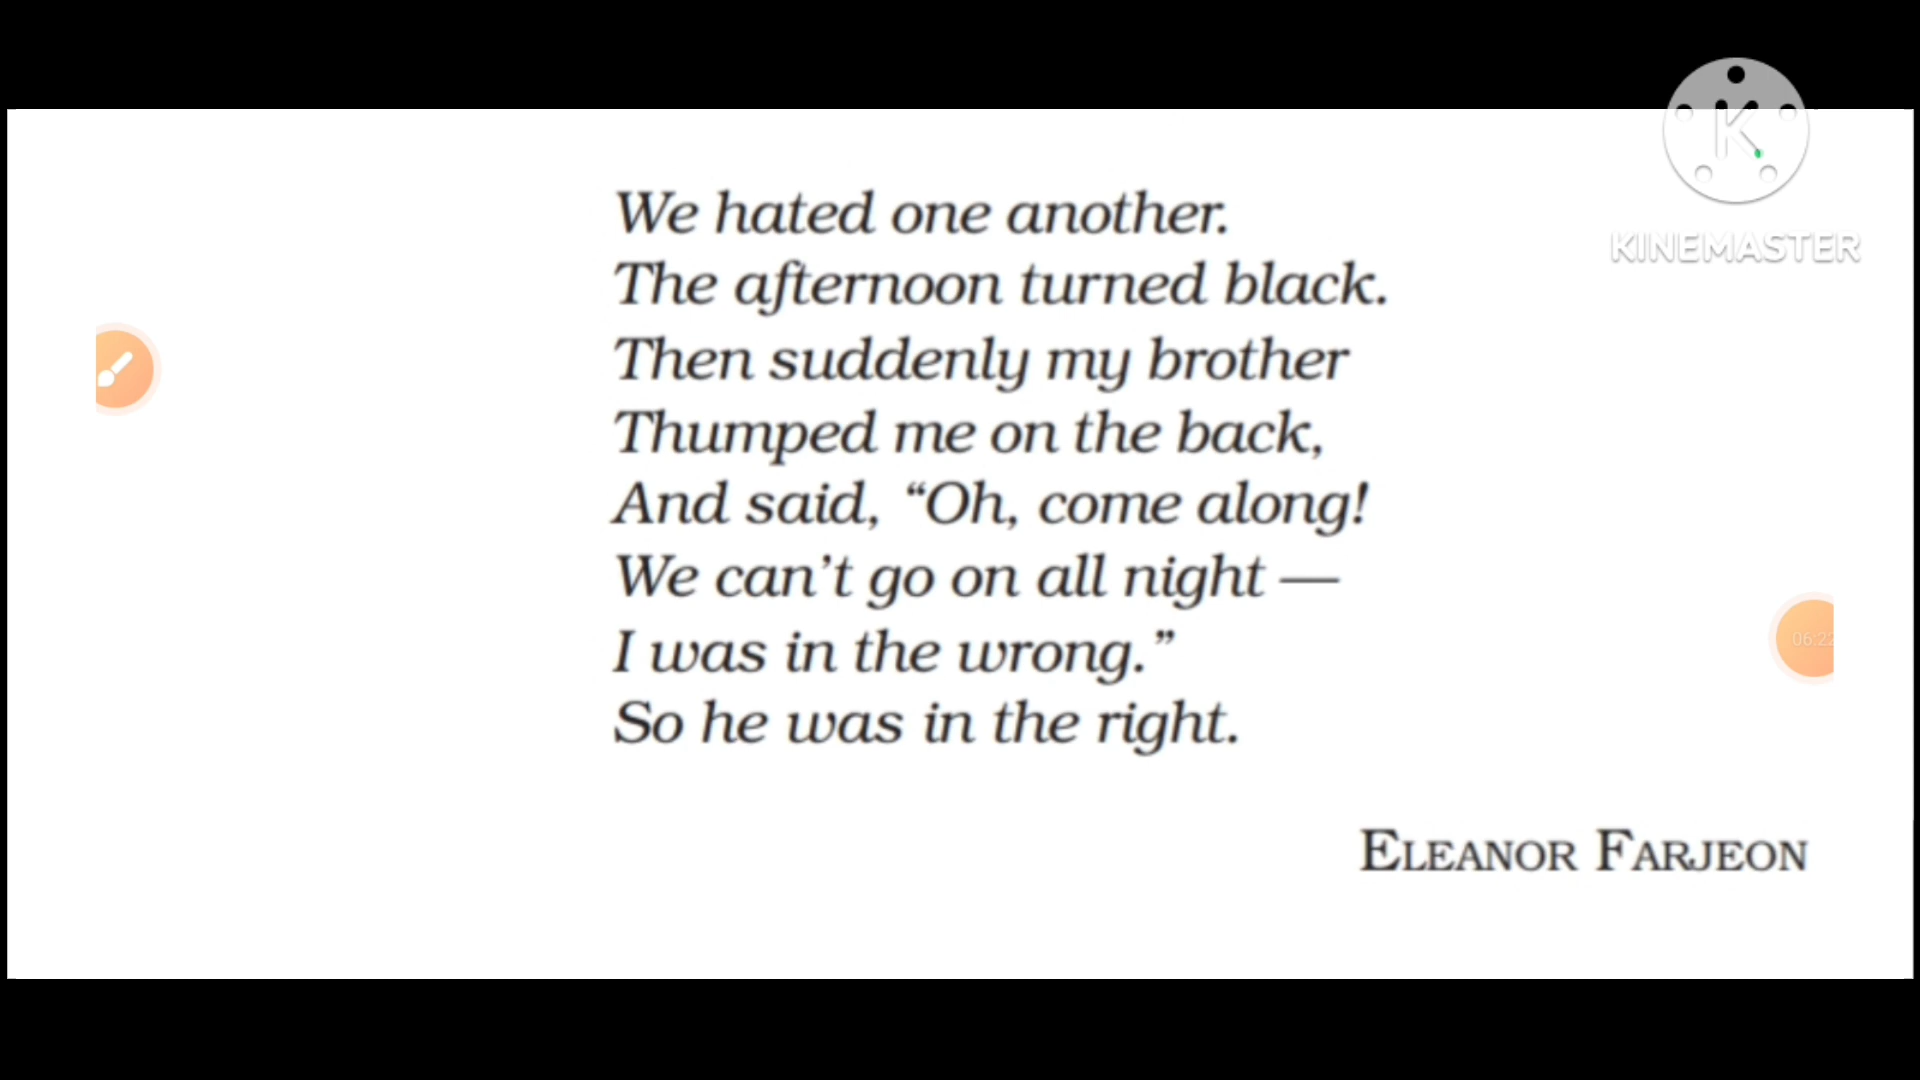 KINEMASTER
We hated one another.
The afternoon turned black.
Then suddenly my brother
Thumped me on the back,
And said, “Oh, come along!
We can’t go on all night —
I was in the wrong.”
So he was in the right.
06:22
ELEANOR FARJEON